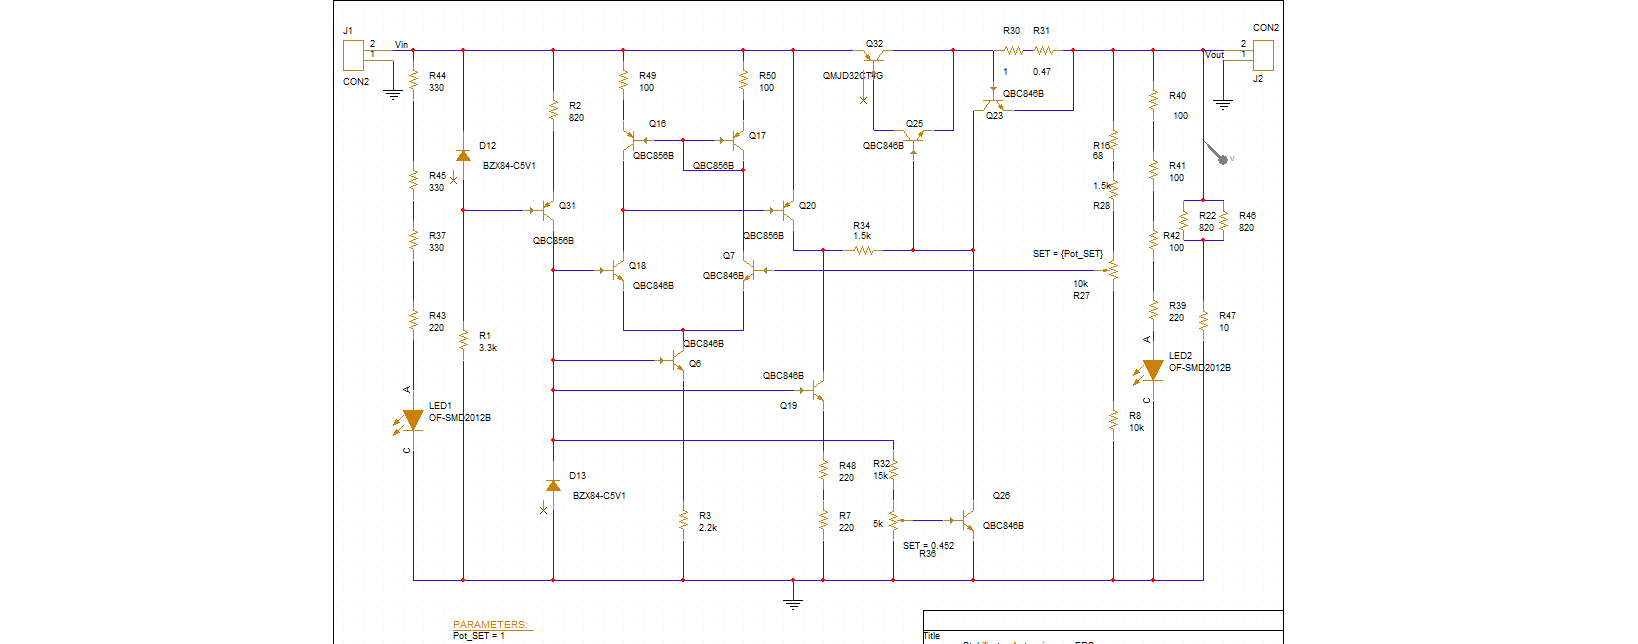 J1
2
1
CON2
Vin
R44
330
R45
330
R37
330
R43
220
A
LED1
OF-SMD2012B
C
D12
BZX84-C5V1
R1
3.3k
R2
820
Q31
QBC856B
D13
BZX84-C5V1
R49
100
R50
100
Q16
QBC856B
Q17
QBC856B
Q18
QBC846B
Q7
QBC846B
Q20
QBC856B
QBC846B
Q6
R3
2.2k
QBC846B
Q19
R48
220
R7
220
R32
15k
5k
SET = 0.452
R36
Q26
QBC846B
R34
1.5k
Q32
QMJD32CT4G
Q25
QBC846B
R30
R31
1
0.47
QBC846B
Q23
R16
68
1.5k
R28
SET = {Pot_SET}
10k
R27
R8
10k
R40
100
R41
100
R42
100
R39
220
A
LED2
OF-SMD2012B
C
R22
820
R46
820
R47
10
V
Vout
CON2
2
1
J2
PARAMETERS:
Pot_SET = 1
Title